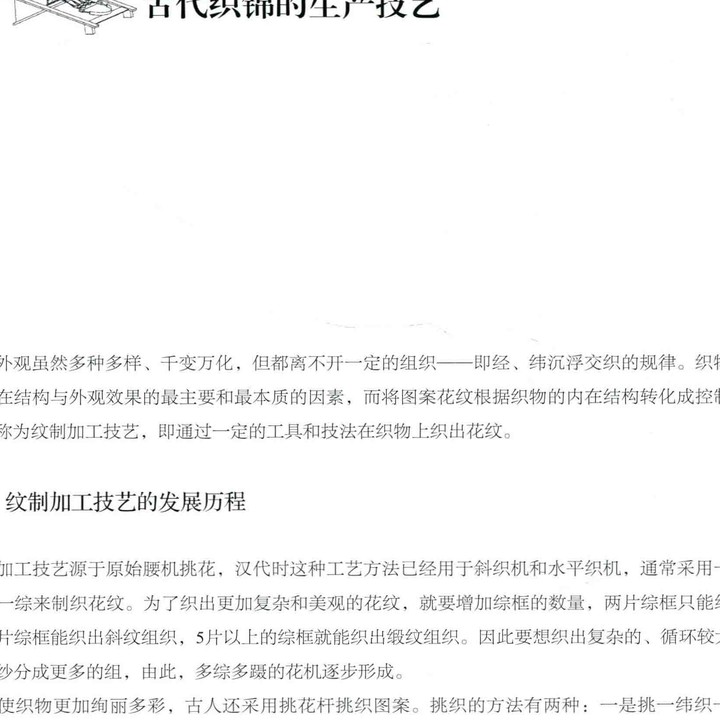 古代织锦的生产技艺
外观虽然多种多样、千变万化，但都离不开一定的组织——即经、纬沉浮交织的规律。织物
在结构与外观效果的最主要和最本质的因素，而将图案花纹根据织物的内在结构转化成控制
称为纹制加工技艺，即通过一定的工具和技法在织物上织出花纹。
纹制加工技艺的发展历程
加工技艺源于原始腰机挑花，汉代时这种工艺方法已经用于斜织机和水平织机，通常采用一
一综来制织花纹。为了织出更加复杂和美观的花纹，就要增加综框的数量，两片综框只能织
片综框能织出斜纹组织，5片以上的综框就能织出缎纹组织。因此要想织出复杂的、循环较大
纱分成更多的组，由此，多综多蹑的花机逐步形成。
使织物更加绚丽多彩，古人还采用挑花杆挑织图案。挑织的方法有两种：一是挑一纬织一